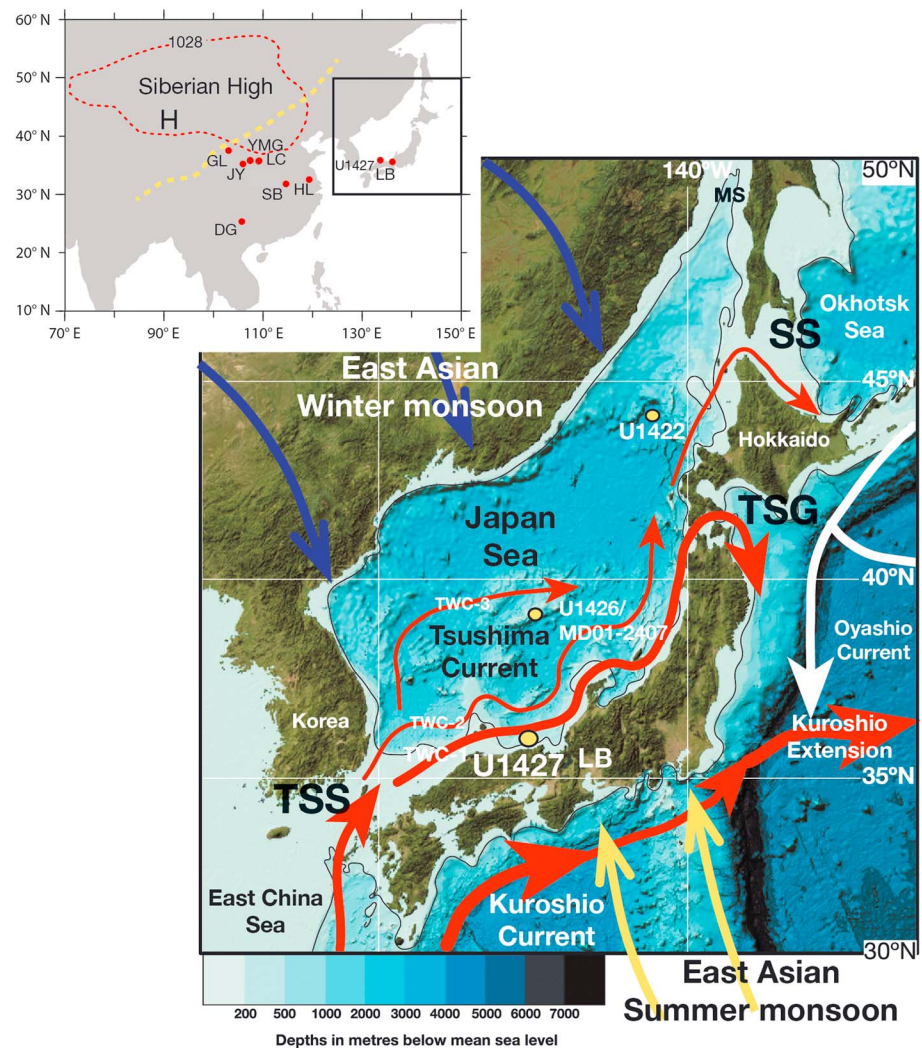 60° N
50° N
40° N
30° N
20° N
10° N
70° E
90° E
110° E
130° E
150° E
1028
Siberian High
H
YMG
GL
LC
JY
SB
HL
DG
U1427
LB
140°W
50°N
MS
Okhotsk
Sea
SS
45°N
East Asian
Winter monsoon
U1422
Hokkaido
Japan
Sea
TSG
40°N
TWC-3
U1426/
MD01-2407
Tsushima
Current
Oyashio
Current
Korea
TWC-2
TWC-1
Kuroshio
Extension
U1427
LB
35°N
TSS
East China
Sea
Kuroshio
Current
30°N
East Asian
Summer monsoon
200
500
1000
2000
3000
4000
5000
6000
7000
Depths in metres below mean sea level